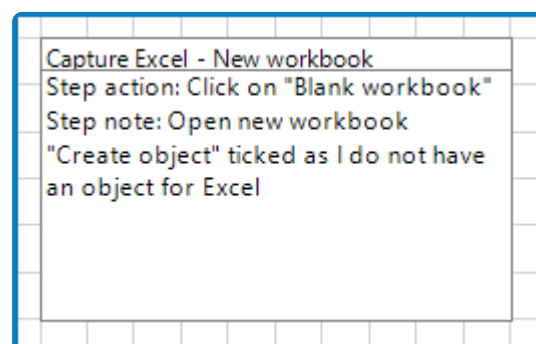 Capture Excel - New workbook
Step action: Click on "Blank workbook"
Step note: Open new workbook
"Create object" ticked as I do not have
an object for Excel